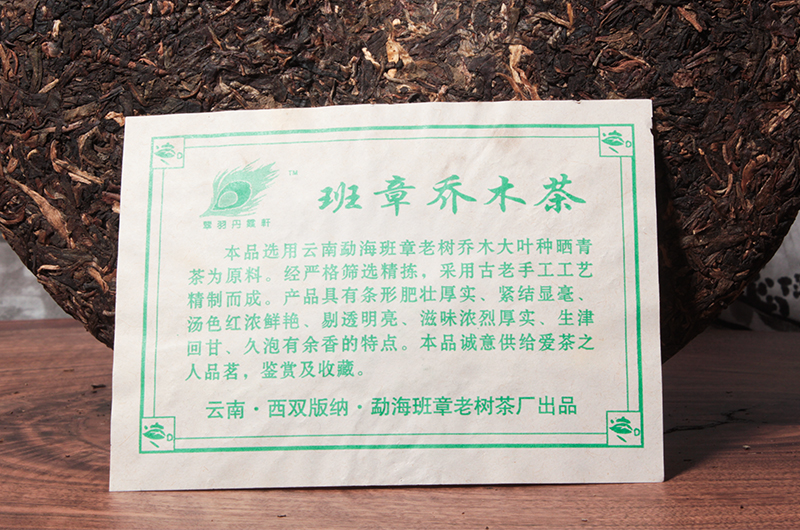 ™
班章乔木茶
翠羽丹霞軒
本品选用云南勐海班章老树乔木大叶种晒青
茶为原料。经严格筛选精拣，采用古老手工工艺
精制而成。产品具有条形肥壮厚实、紧结显毫、
汤色红浓鲜艳、剔透明亮、滋味浓烈厚实、生津
回甘、久泡有余香的特点。本品诚意供给爱茶之
人品茗，鉴赏及收藏。
云南·西双版纳·勐海班章老树茶厂出品